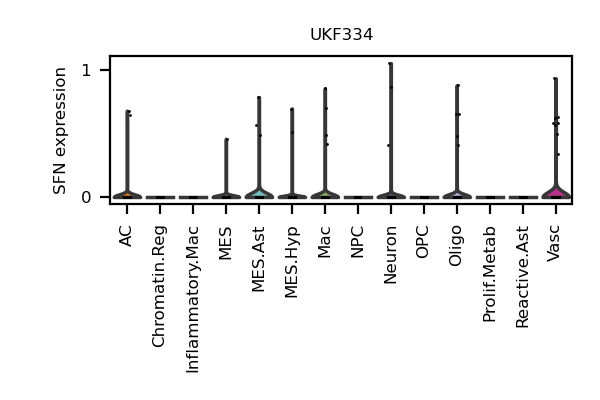 UKF334
SFN expression
1
0
AC
Chromatin.Reg
Inflammatory.Mac
MES
MES.Ast
MES.Hyp
Mac
NPC
Neuron
OPC
Oligo
Prolif.Metab
Reactive.Ast
Vasc